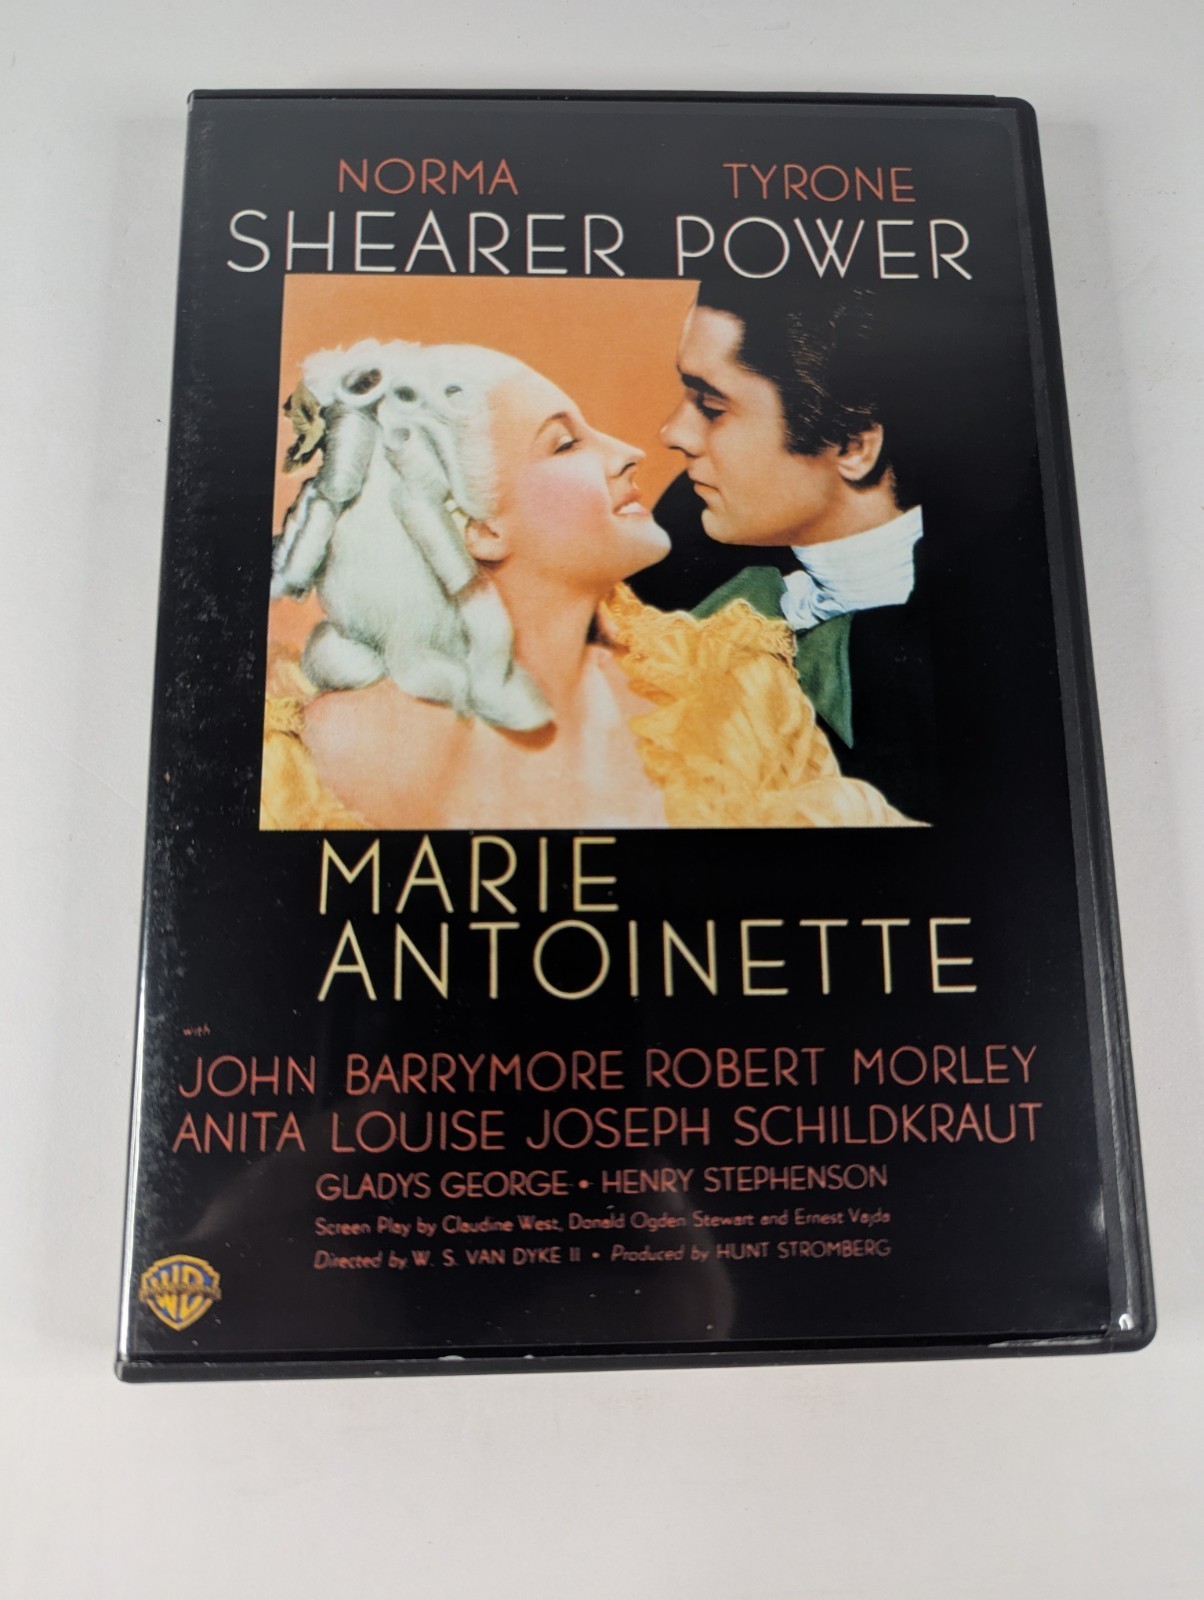 NORMA TYRONE
SHEARER POWER
MARIE
ANTOINETTE
with
JOHN BARRYMORE ROBERT MORLEY
ANITA LOUISE JOSEPH SCHILDKRAUT
GLADYS GEORGE • HENRY STEPHENSON
Screen Play by Claudine West, Donald Ogden Stewart and Ernest Vajda
Directed by W. S. VAN DYKE II • Produced by HUNT STROMBERG
WB